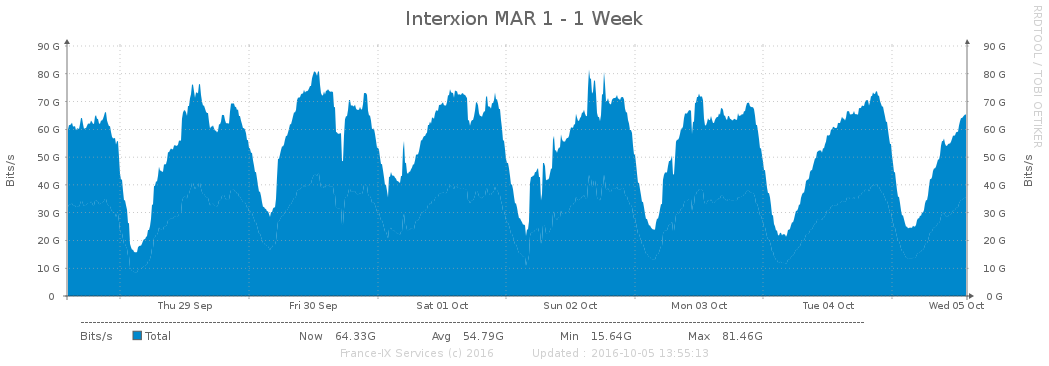 Interxion MAR 1 - 1 Week
RRDTOOL / TOBI OETIKER
Bits/s
90 G 90 G
80 G 80 G
70 G 70 G
60 G 60 G
50 G 50 G
40 G 40 G
30 G 30 G
20 G 20 G
10 G 10 G
0 0 G
Bits/s
Thu 29 Sep Fri 30 Sep Sat 01 Oct Sun 02 Oct Mon 03 Oct Tue 04 Oct Wed 05 Oct
Bits/s Total Now 64.33G Avg 54.79G Min 15.64G Max 81.46G
France-IX Services (c) 2016 Updated : 2016-10-05 13:55:13